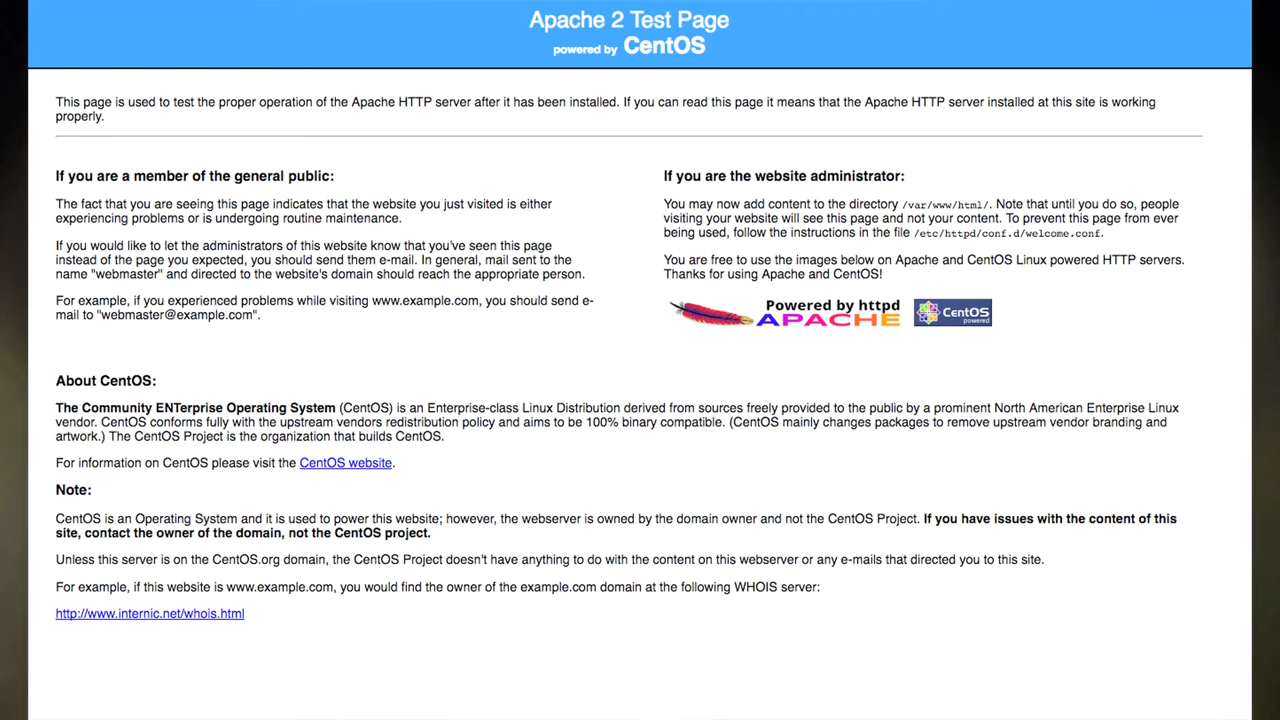 Apache 2 Test Page
powered by CentOS
This page is used to test the proper operation of the Apache HTTP server after it has been installed. If you can read this page it means that the Apache HTTP server installed at this site is working
properly.
If you are a member of the general public:
The fact that you are seeing this page indicates that the website you just visited is either
experiencing problems or is undergoing routine maintenance.
If you would like to let the administrators of this website know that you've seen this page
instead of the page you expected, you should send them e-mail. In general, mail sent to the
name "webmaster" and directed to the website's domain should reach the appropriate person.
For example, if you experienced problems while visiting www.example.com, you should send e-
mail to "webmaster@example.com".
If you are the website administrator:
You may now add content to the directory /var/www/html/. Note that until you do so, people
visiting your website will see this page and not your content. To prevent this page from ever
being used, follow the instructions in the file /etc/httpd/conf.d/welcome.conf.
You are free to use the images below on Apache and CentOS Linux powered HTTP servers.
Thanks for using Apache and CentOS!
Powered by httpd
APACHE
CentOS
powered
About CentOS:
The Community ENTerprise Operating System (CentOS) is an Enterprise-class Linux Distribution derived from sources freely provided to the public by a prominent North American Enterprise Linux
vendor. CentOS conforms fully with the upstream vendors redistribution policy and aims to be 100% binary compatible. (CentOS mainly changes packages to remove upstream vendor branding and
artwork.) The CentOS Project is the organization that builds CentOS.
For information on CentOS please visit the CentOS website.
Note:
CentOS is an Operating System and it is used to power this website; however, the webserver is owned by the domain owner and not the CentOS Project. If you have issues with the content of this
site, contact the owner of the domain, not the CentOS project.
Unless this server is on the CentOS.org domain, the CentOS Project doesn't have anything to do with the content on this webserver or any e-mails that directed you to this site.
For example, if this website is www.example.com, you would find the owner of the example.com domain at the following WHOIS server:
http://www.internic.net/whois.html